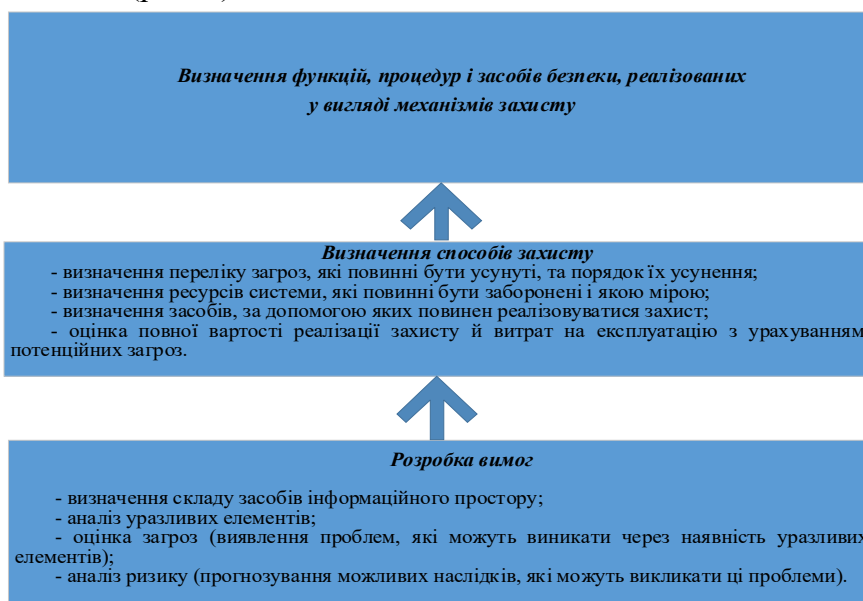 Визначення функцій, процедур і засобів безпеки, реалізованих
у вигляді механізмів захисту
Визначення способів захисту
- визначення переліку загроз, які повинні бути усунуті, та порядок їх усунення;
- визначення ресурсів системи, які повинні бути заборонені і якою мірою;
- визначення засобів, за допомогою яких повинен реалізовуватися захист;
- оцінка повної вартості реалізації захисту й витрат на експлуатацію з урахуванням
потенційних загроз.
Розробка вимог
- визначення складу засобів інформаційного простору;
- аналіз уразливих елементів;
- оцінка загроз (виявлення проблем, які можуть виникати через наявність уразливих
елементів);
- аналіз ризику (прогнозування можливих наслідків, які можуть викликати ці проблеми).